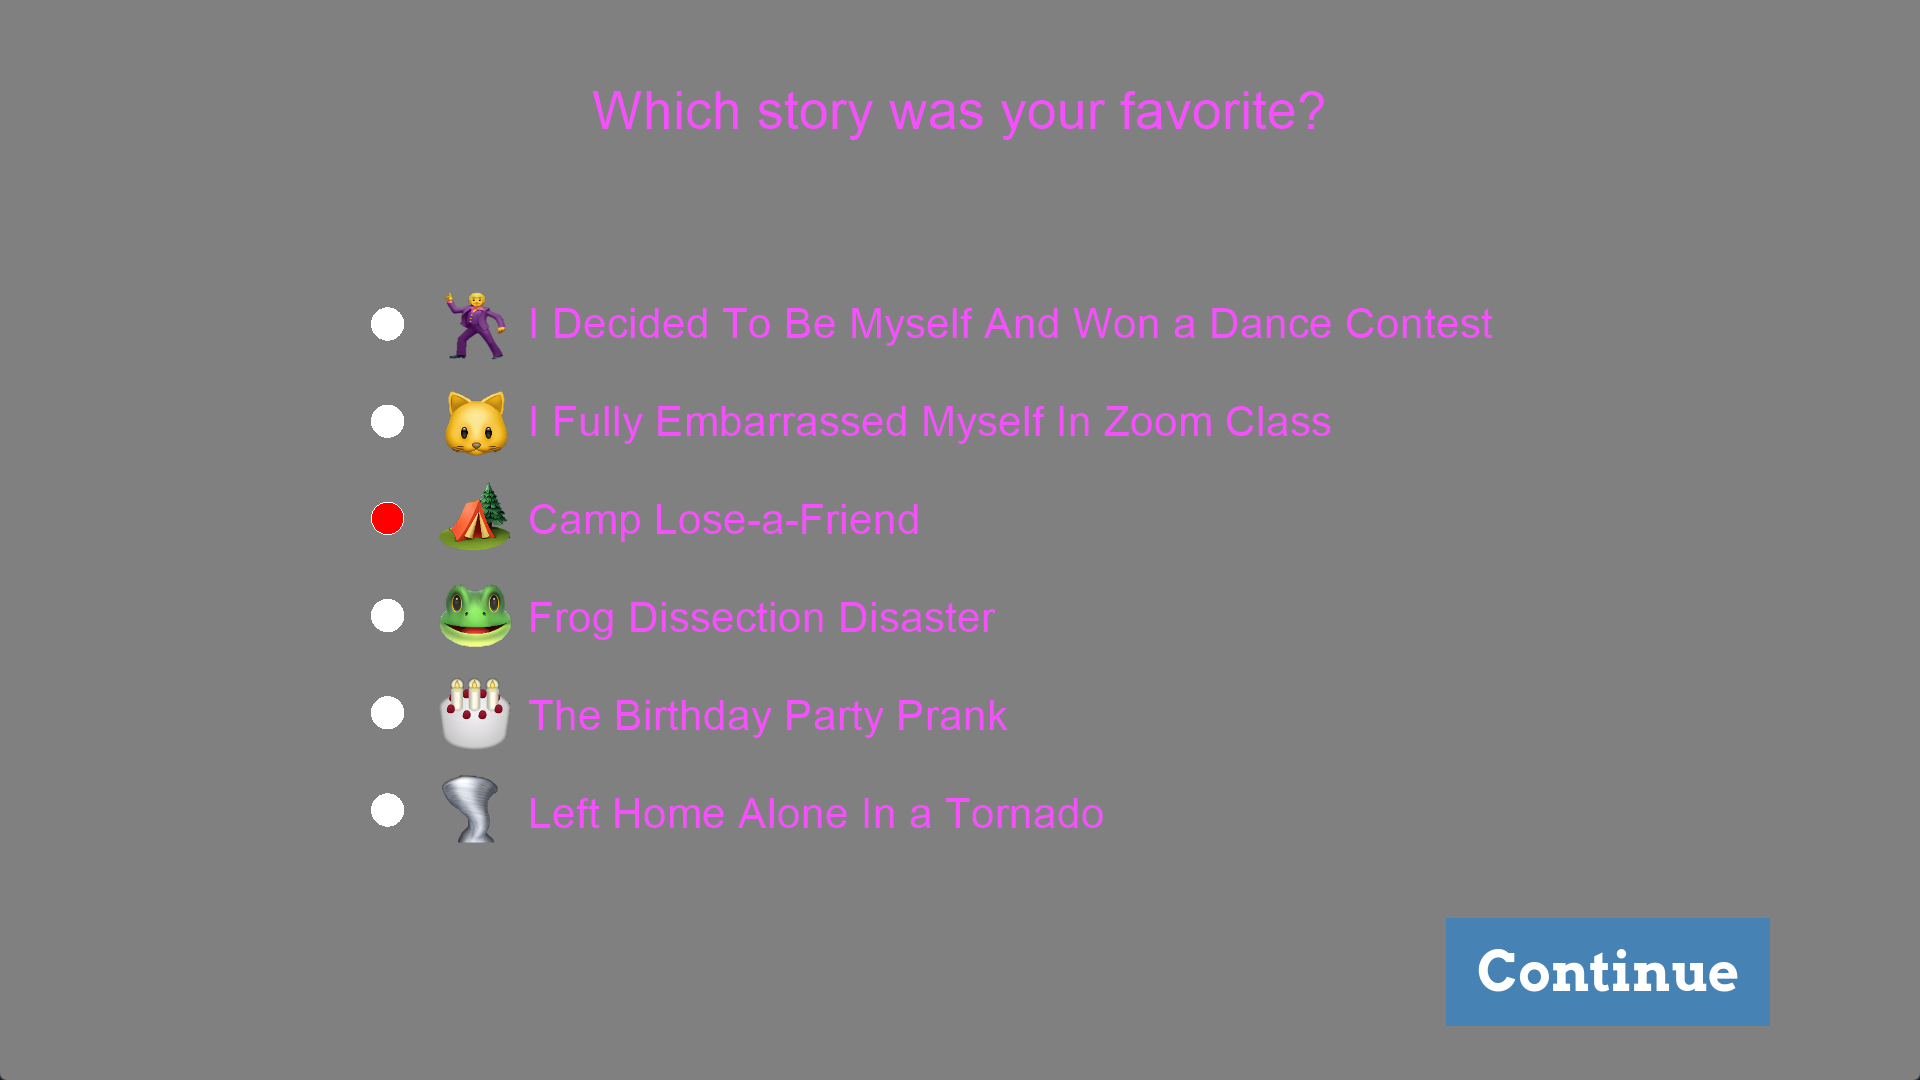 Which story was your favorite?
I Decided To Be Myself And Won a Dance Contest
I Fully Embarrassed Myself In Zoom Class
Camp Lose-a-Friend
Frog Dissection Disaster
The Birthday Party Prank
Left Home Alone In a Tornado
Continue